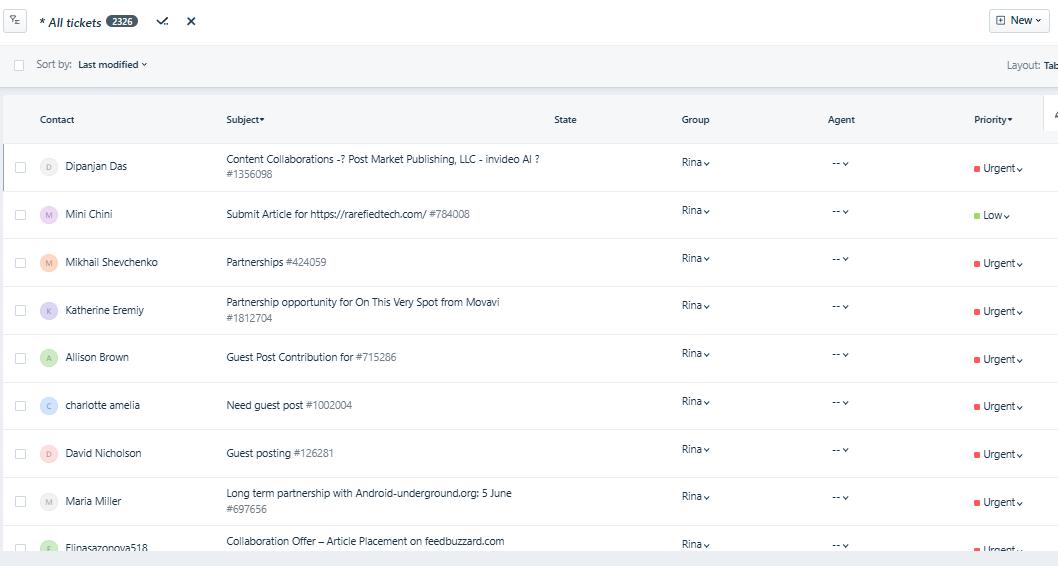 * All tickets 2326
New
Sort by: Last modified
Layout: Tab
Contact Subject State Group Agent Priority
D Dipanjan Das Content Collaborations -? Post Market Publishing, LLC - invideo AI ? Rina -- Urgent
#1356098
M Mini Chini Submit Article for https://rarefiedtech.com/ #784008 Rina -- Low
M Mikhail Shevchenko Partnerships #424059 Rina -- Urgent
K Katherine Eremiy Partnership opportunity for On This Very Spot from Movavi Rina -- Urgent
#1812704
A Allison Brown Guest Post Contribution for #715286 Rina -- Urgent
C charlotte amelia Need guest post #1002004 Rina -- Urgent
D David Nicholson Guest posting #126281 Rina -- Urgent
M Maria Miller Long term partnership with Android-underground.org: 5 June Rina -- Urgent
#697656
Elinasazonova518 Collaboration Offer – Article Placement on feedbuzzard.com Rina -- Urgent